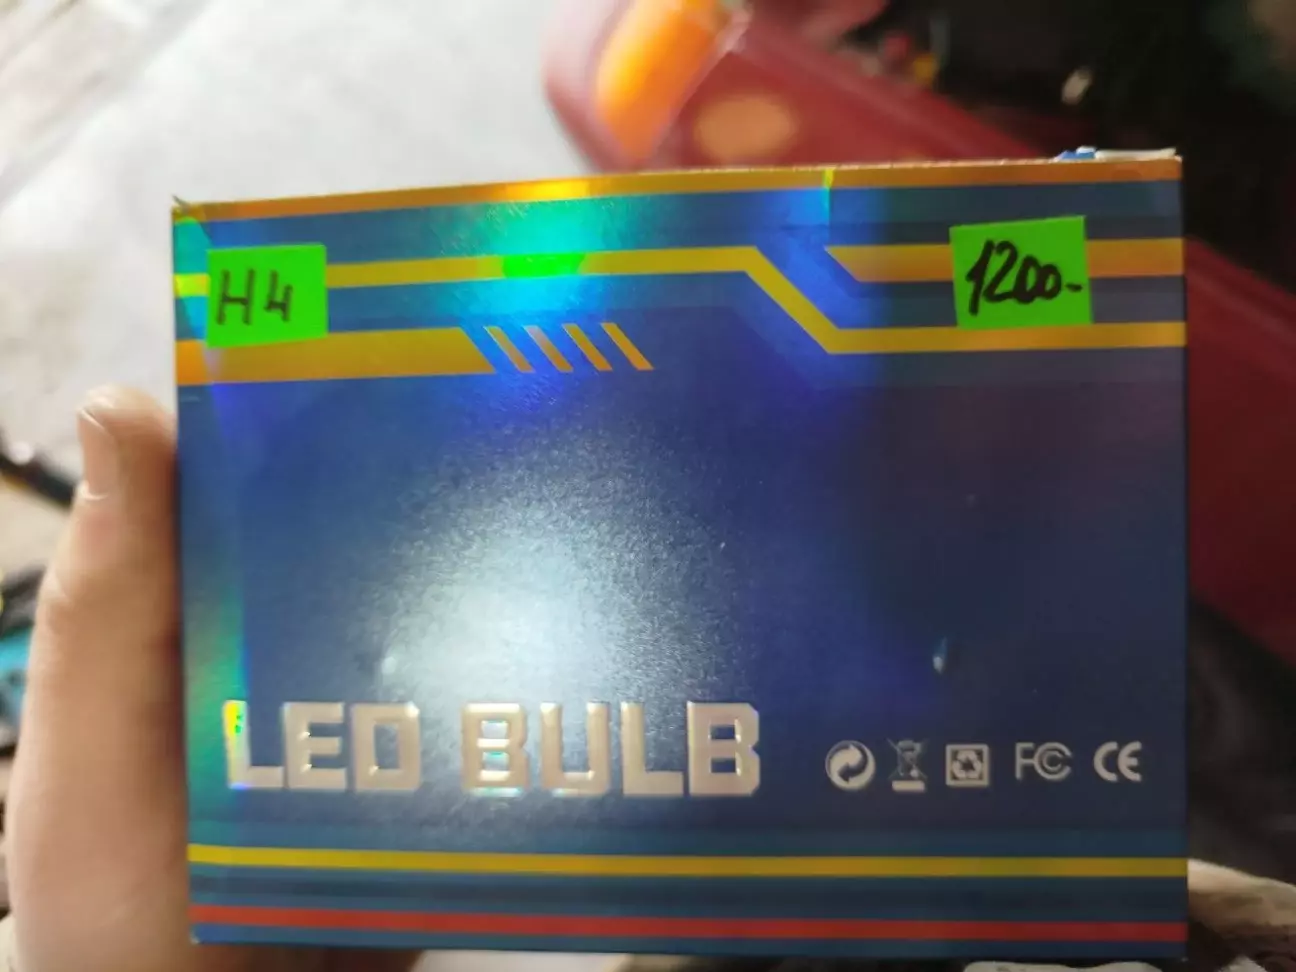 H4
1200-
LED BULB
FC CE